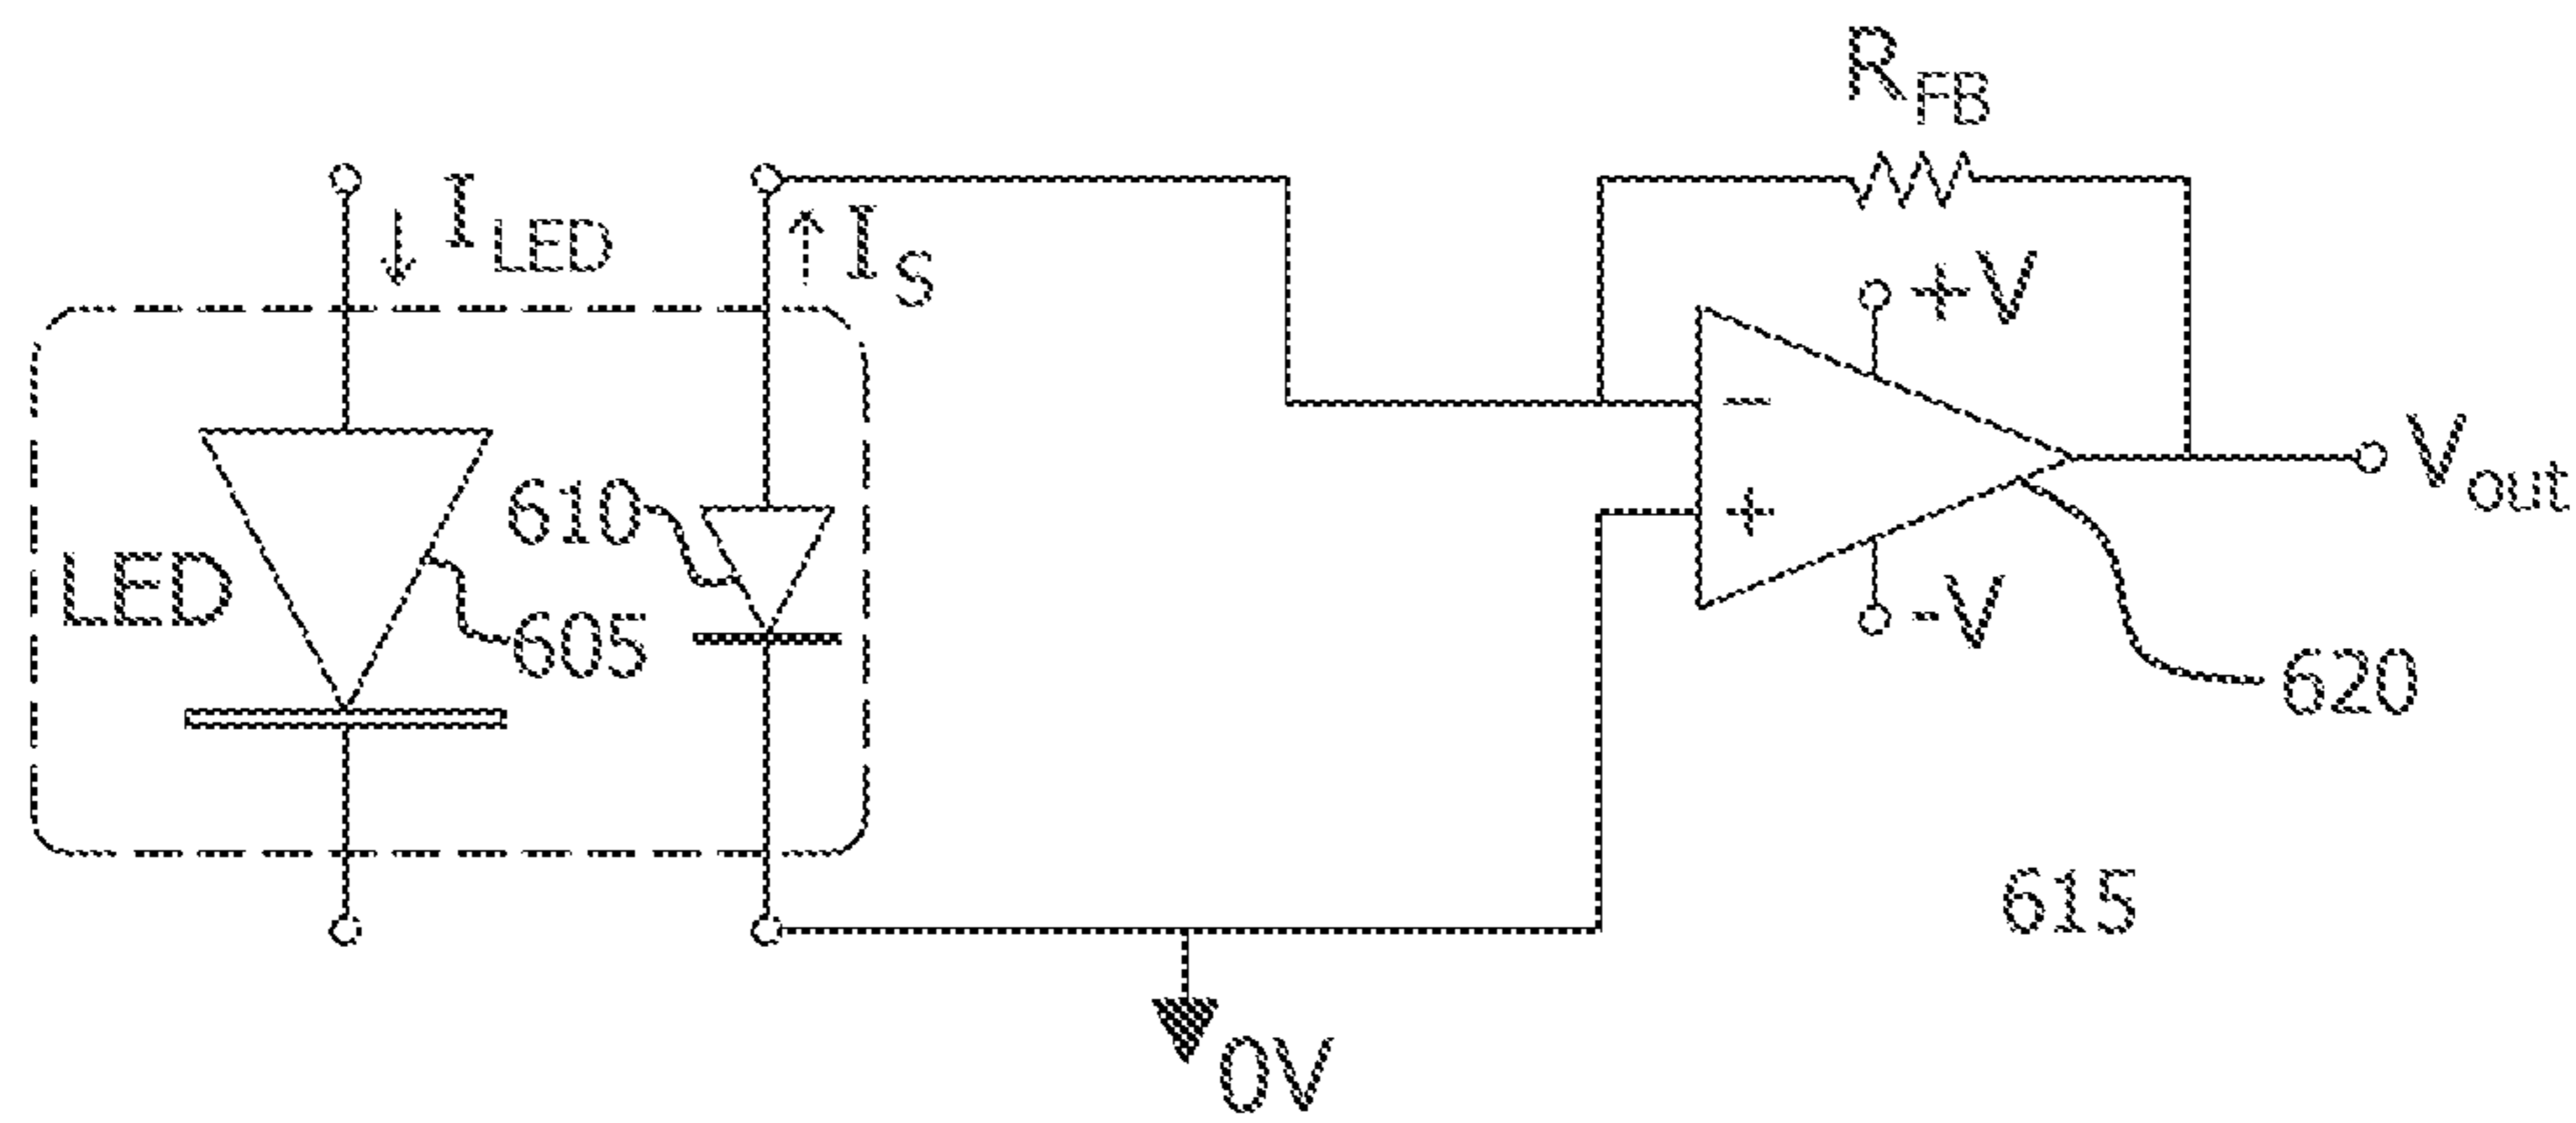 R_FB
I_LED
I_S
+V
−
V_out
610
+
LED
605
-V
620
615
0V